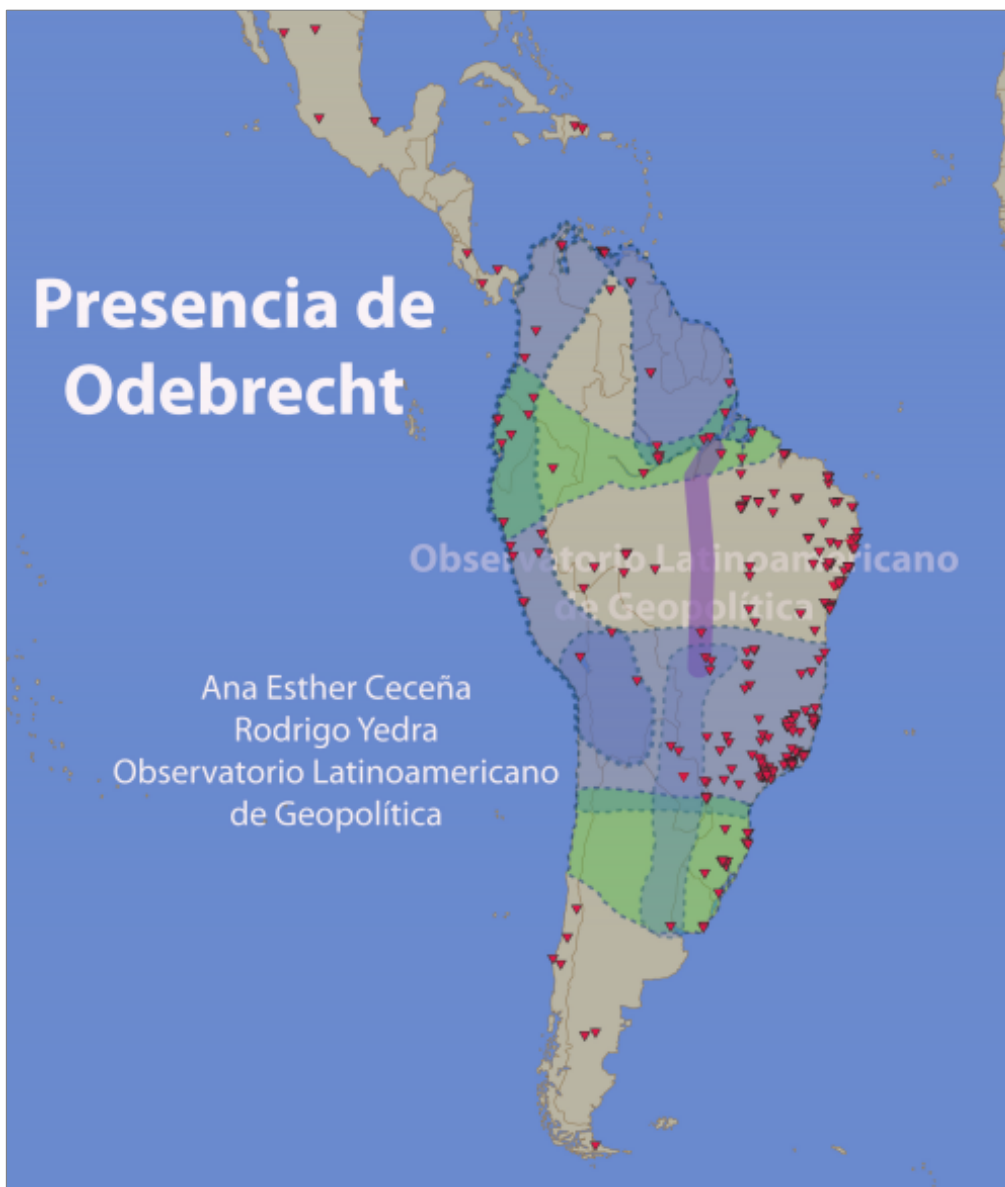 Presencia de
Odebrecht
Observatorio Latinoamericano
de Geopolítica
Ana Esther Ceceña
Rodrigo Yedra
Observatorio Latinoamericano
de Geopolítica